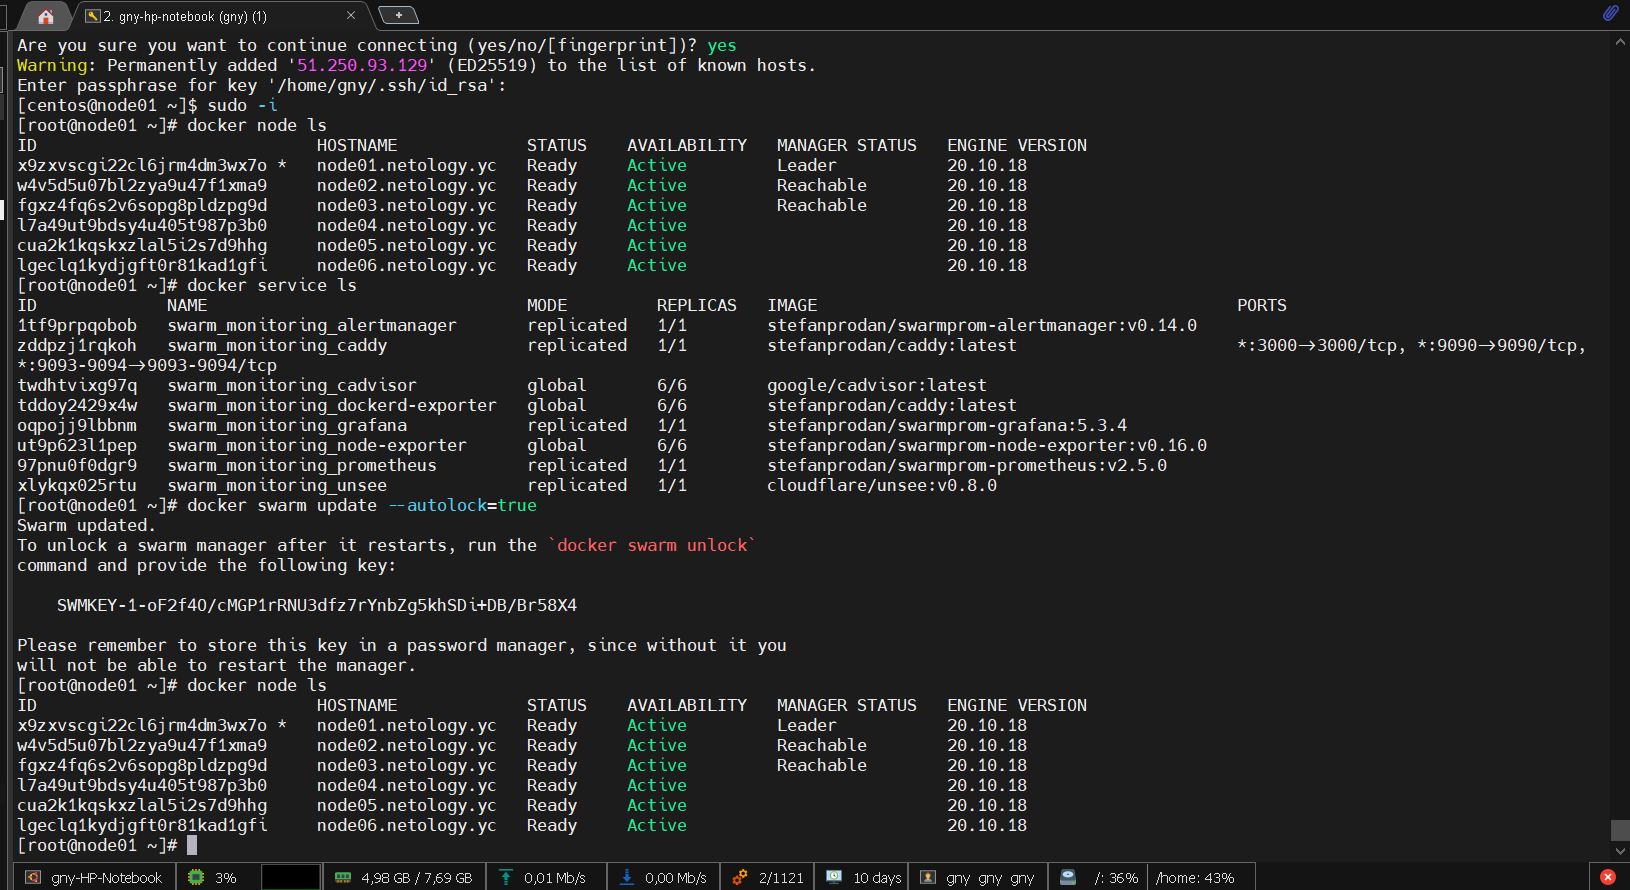 2. gny-hp-notebook (gny) (1)
Are you sure you want to continue connecting (yes/no/[fingerprint])? yes
Warning: Permanently added '51.250.93.129' (ED25519) to the list of known hosts.
Enter passphrase for key '/home/gny/.ssh/id_rsa':
[centos@node01 ~]$ sudo -i
[root@node01 ~]# docker node ls
ID HOSTNAME STATUS AVAILABILITY MANAGER STATUS ENGINE VERSION
x9zxvscgi22cl6jrm4dm3wx7o * node01.netology.yc Ready Active Leader 20.10.18
w4v5d5u07bl2zya9u47f1xma9 node02.netology.yc Ready Active Reachable 20.10.18
fgxz4fq6s2v6sopg8pldzpg9d node03.netology.yc Ready Active Reachable 20.10.18
l7a49ut9bdsy4u405t987p3b0 node04.netology.yc Ready Active 20.10.18
cua2k1kqskxzlal5i2s7d9hhg node05.netology.yc Ready Active 20.10.18
lgeclq1kydjgft0r81kad1gfi node06.netology.yc Ready Active 20.10.18
[root@node01 ~]# docker service ls
ID NAME MODE REPLICAS IMAGE PORTS
1tf9prpqobob swarm_monitoring_alertmanager replicated 1/1 stefanprodan/swarmprom-alertmanager:v0.14.0
zddpzj1rqkoh swarm_monitoring_caddy replicated 1/1 stefanprodan/caddy:latest *:3000->3000/tcp, *:9090->9090/tcp,
*:9093-9094->9093-9094/tcp
twdhtvixg97q swarm_monitoring_cadvisor global 6/6 google/cadvisor:latest
tddoy2429x4w swarm_monitoring_dockerd-exporter global 6/6 stefanprodan/caddy:latest
oqpojj9lbbnm swarm_monitoring_grafana replicated 1/1 stefanprodan/swarmprom-grafana:5.3.4
ut9p623l1pep swarm_monitoring_node-exporter global 6/6 stefanprodan/swarmprom-node-exporter:v0.16.0
97pnu0f0dgr9 swarm_monitoring_prometheus replicated 1/1 stefanprodan/swarmprom-prometheus:v2.5.0
xlykqx025rtu swarm_monitoring_unsee replicated 1/1 cloudflare/unsee:v0.8.0
[root@node01 ~]# docker swarm update --autolock=true
Swarm updated.
To unlock a swarm manager after it restarts, run the `docker swarm unlock`
command and provide the following key:
SWMKEY-1-oF2f4O/cMGP1rRNU3dfz7rYnbZg5khSDi+DB/Br58X4
Please remember to store this key in a password manager, since without it you
will not be able to restart the manager.
[root@node01 ~]# docker node ls
ID HOSTNAME STATUS AVAILABILITY MANAGER STATUS ENGINE VERSION
x9zxvscgi22cl6jrm4dm3wx7o * node01.netology.yc Ready Active Leader 20.10.18
w4v5d5u07bl2zya9u47f1xma9 node02.netology.yc Ready Active Reachable 20.10.18
fgxz4fq6s2v6sopg8pldzpg9d node03.netology.yc Ready Active Reachable 20.10.18
l7a49ut9bdsy4u405t987p3b0 node04.netology.yc Ready Active 20.10.18
cua2k1kqskxzlal5i2s7d9hhg node05.netology.yc Ready Active 20.10.18
lgeclq1kydjgft0r81kad1gfi node06.netology.yc Ready Active 20.10.18
[root@node01 ~]#
gny-HP-Notebook 3% 4,98 GB / 7,69 GB 0,01 Mb/s 0,00 Mb/s 2/1121 10 days gny gny gny /: 36% /home: 43%